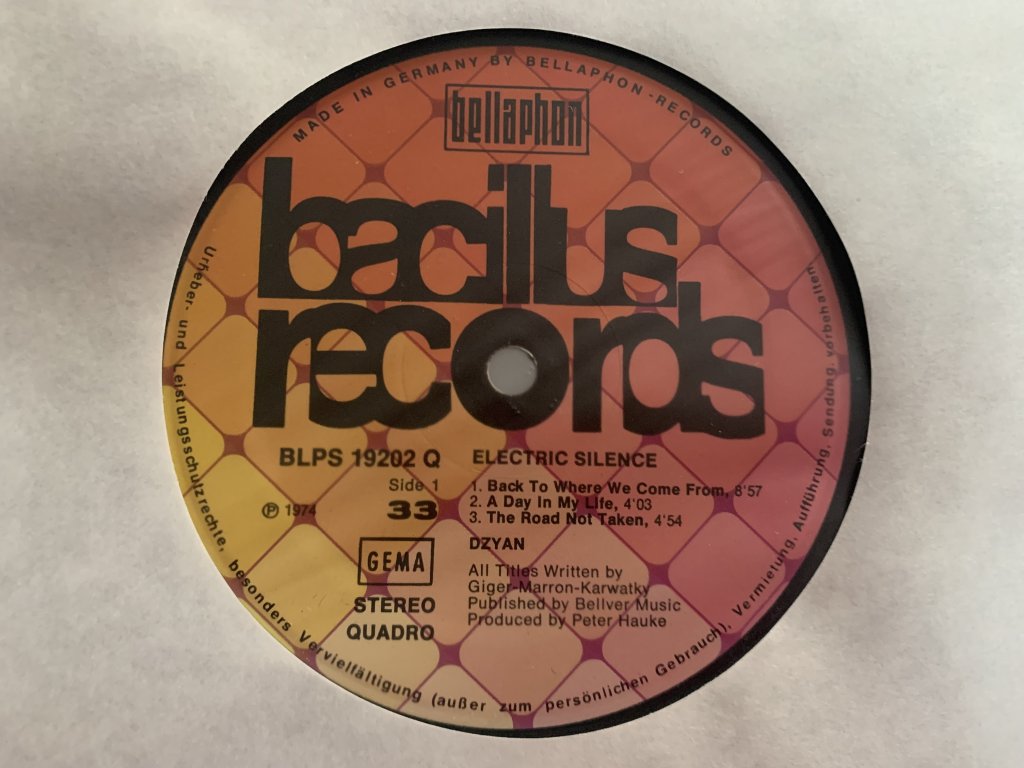 MADE IN GERMANY BY BELLAPHON-RECORDS
bellaphon
bacillus
records
BLPS 19202 Q
Side 1
℗ 1974
33
GEMA
STEREO
QUADRO
ELECTRIC SILENCE
1. Back To Where We Come From, 8'57
2. A Day In My Life, 4'03
3. The Road Not Taken, 4'54
DZYAN
All Titles Written by
Giger-Marron-Karwatky
Published by Bellver Music
Produced by Peter Hauke
Urheber- und Leistungsschutzrechte, besonders Vervielfältigung (außer zum persönlichen Gebrauch), Vermietung, Aufführung, Sendung, vorbehalten